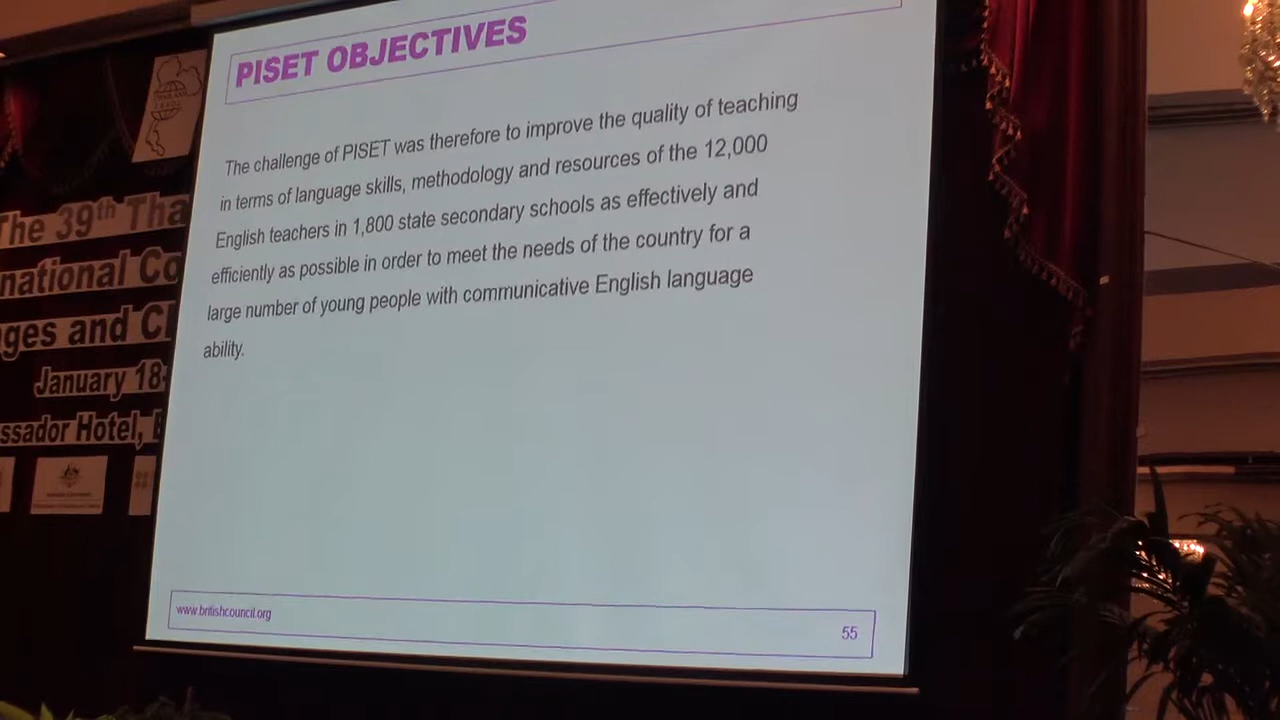 PISET OBJECTIVES
The challenge of PISET was therefore to improve the quality of teaching
in terms of language skills, methodology and resources of the 12,000
English teachers in 1,800 state secondary schools as effectively and
efficiently as possible in order to meet the needs of the country for a
large number of young people with communicative English language
ability.
www.britishcouncil.org
55
The 39th Tha
national Co
ges and C
January 18-
ssador Hotel,